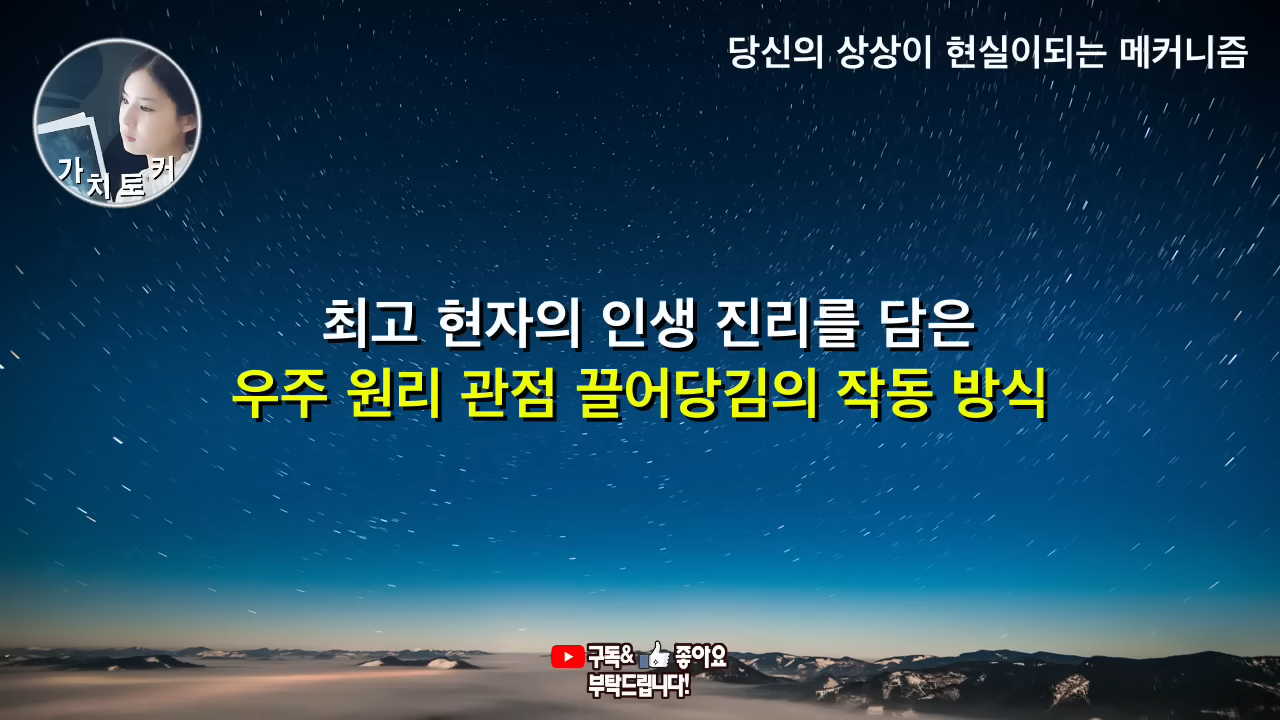 당신의 상상이 현실이되는 메커니즘
가치토커
최고 현자의 인생 진리를 담은
우주 원리 관점 끌어당김의 작동 방식
구독& 좋아요
부탁드립니다!